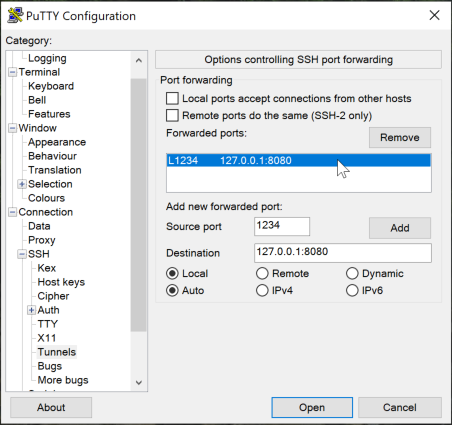 PuTTY Configuration
Category:
Logging
Terminal
Keyboard
Bell
Features
Window
Appearance
Behaviour
Translation
Selection
Colours
Connection
Data
Proxy
SSH
Kex
Host keys
Cipher
Auth
TTY
X11
Tunnels
Bugs
More bugs
Options controlling SSH port forwarding
Port forwarding
Local ports accept connections from other hosts
Remote ports do the same (SSH-2 only)
Forwarded ports:
Remove
L1234 127.0.0.1:8080
Add new forwarded port:
Source port 1234 Add
Destination 127.0.0.1:8080
Local Remote Dynamic
Auto IPv4 IPv6
About Open Cancel